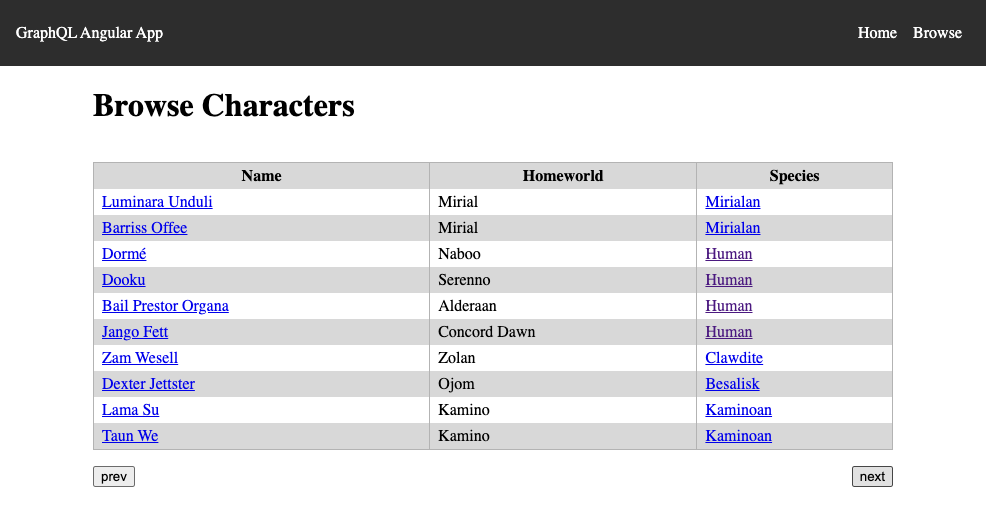 GraphQL Angular App Home Browse
Browse Characters
Name Homeworld Species
Luminara Unduli Mirial Mirialan
Barriss Offee Mirial Mirialan
Dormé Naboo Human
Dooku Serenno Human
Bail Prestor Organa Alderaan Human
Jango Fett Concord Dawn Human
Zam Wesell Zolan Clawdite
Dexter Jettster Ojom Besalisk
Lama Su Kamino Kaminoan
Taun We Kamino Kaminoan
prev next